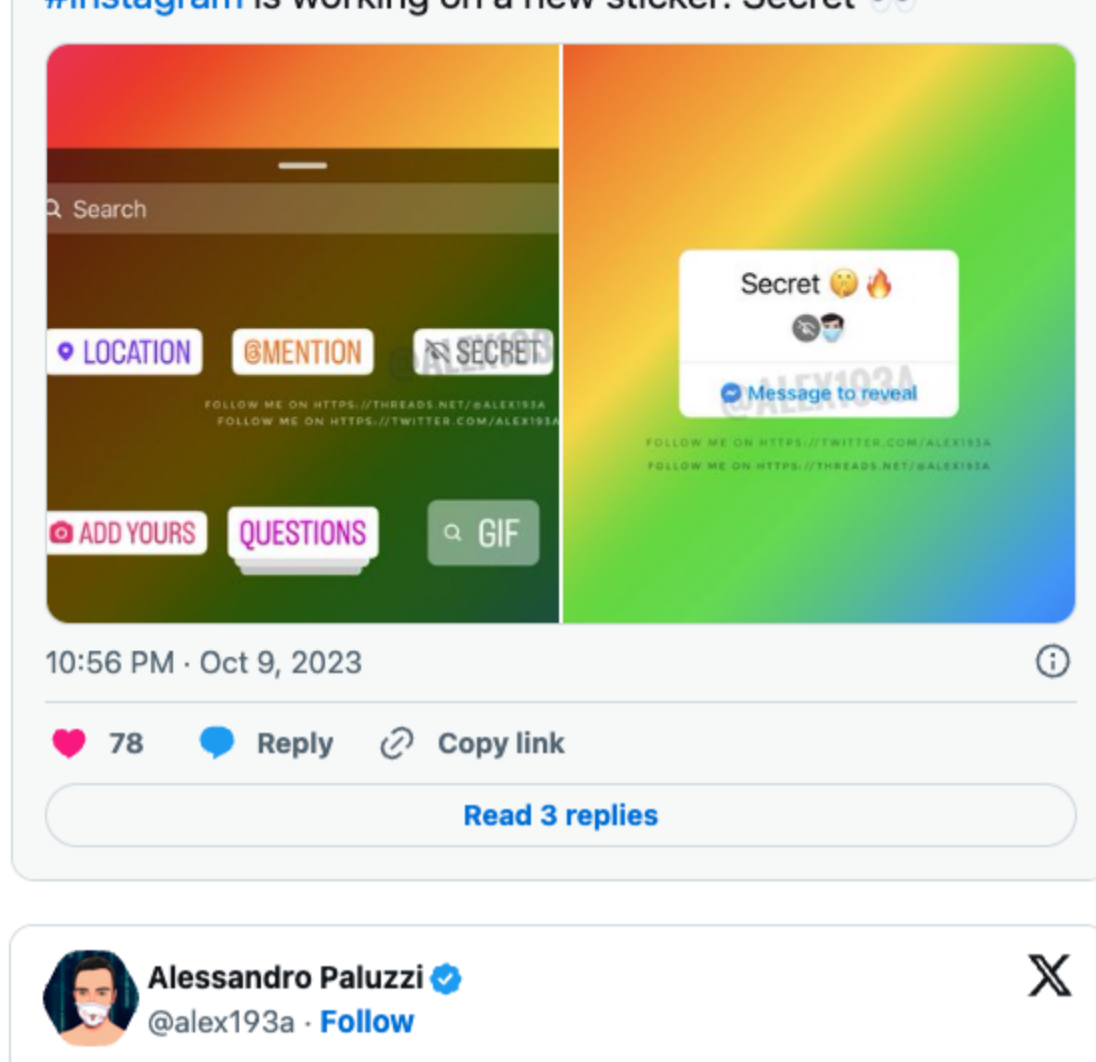 #Instagram is working on a new sticker: Secret 👀
Search
LOCATION
@MENTION
SECRET
@ALEX193
FOLLOW ME ON HTTPS://THREADS.NET/@ALEX193A
FOLLOW ME ON HTTPS://TWITTER.COM/ALEX193A
ADD YOURS
QUESTIONS
GIF
Secret 🤫🔥
Message to reveal
@ALEX193A
FOLLOW ME ON HTTPS://TWITTER.COM/ALEX193A
FOLLOW ME ON HTTPS://THREADS.NET/@ALEX193A
10:56 PM · Oct 9, 2023
78 Reply Copy link
Read 3 replies
Alessandro Paluzzi
@alex193a · Follow